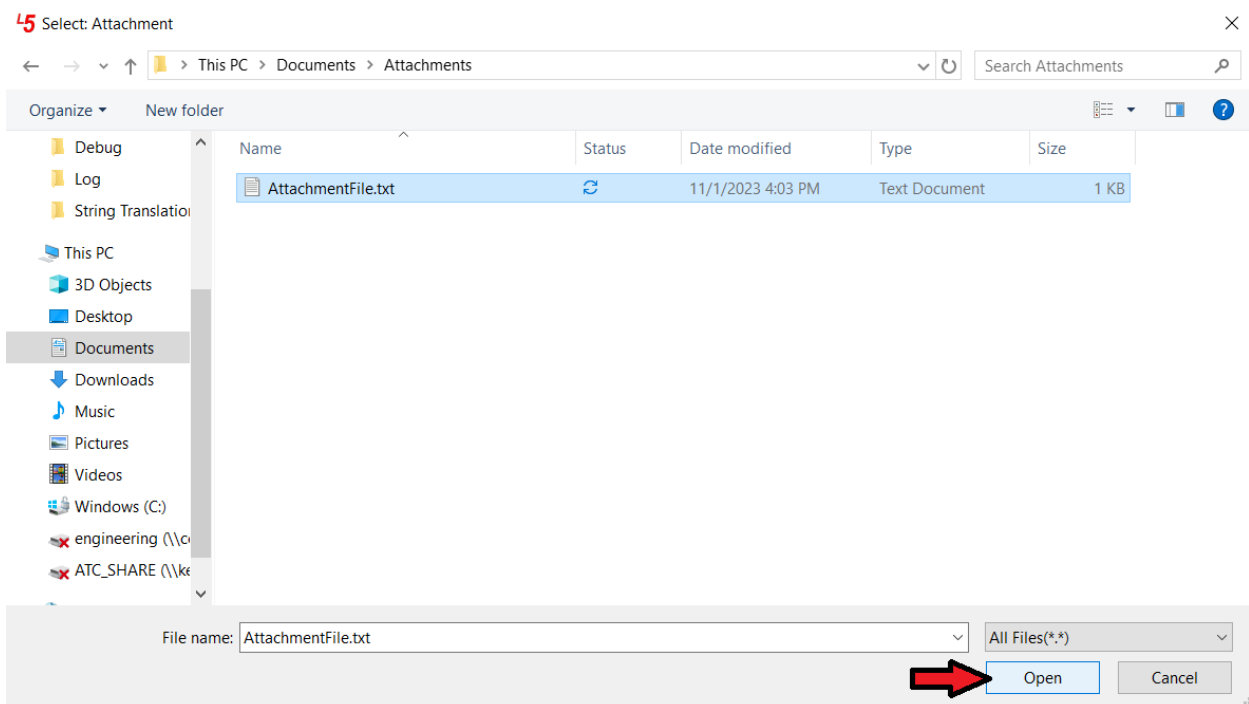 L5 Select: Attachment
This PC > Documents > Attachments
Search Attachments
Organize
New folder
?
Name Status Date modified Type Size
AttachmentFile.txt 11/1/2023 4:03 PM Text Document 1 KB
Debug
Log
String Translation
This PC
3D Objects
Desktop
Documents
Downloads
Music
Pictures
Videos
Windows (C:)
engineering (\\c
ATC_SHARE (\\ke
File name: AttachmentFile.txt
All Files(*.*)
Open
Cancel